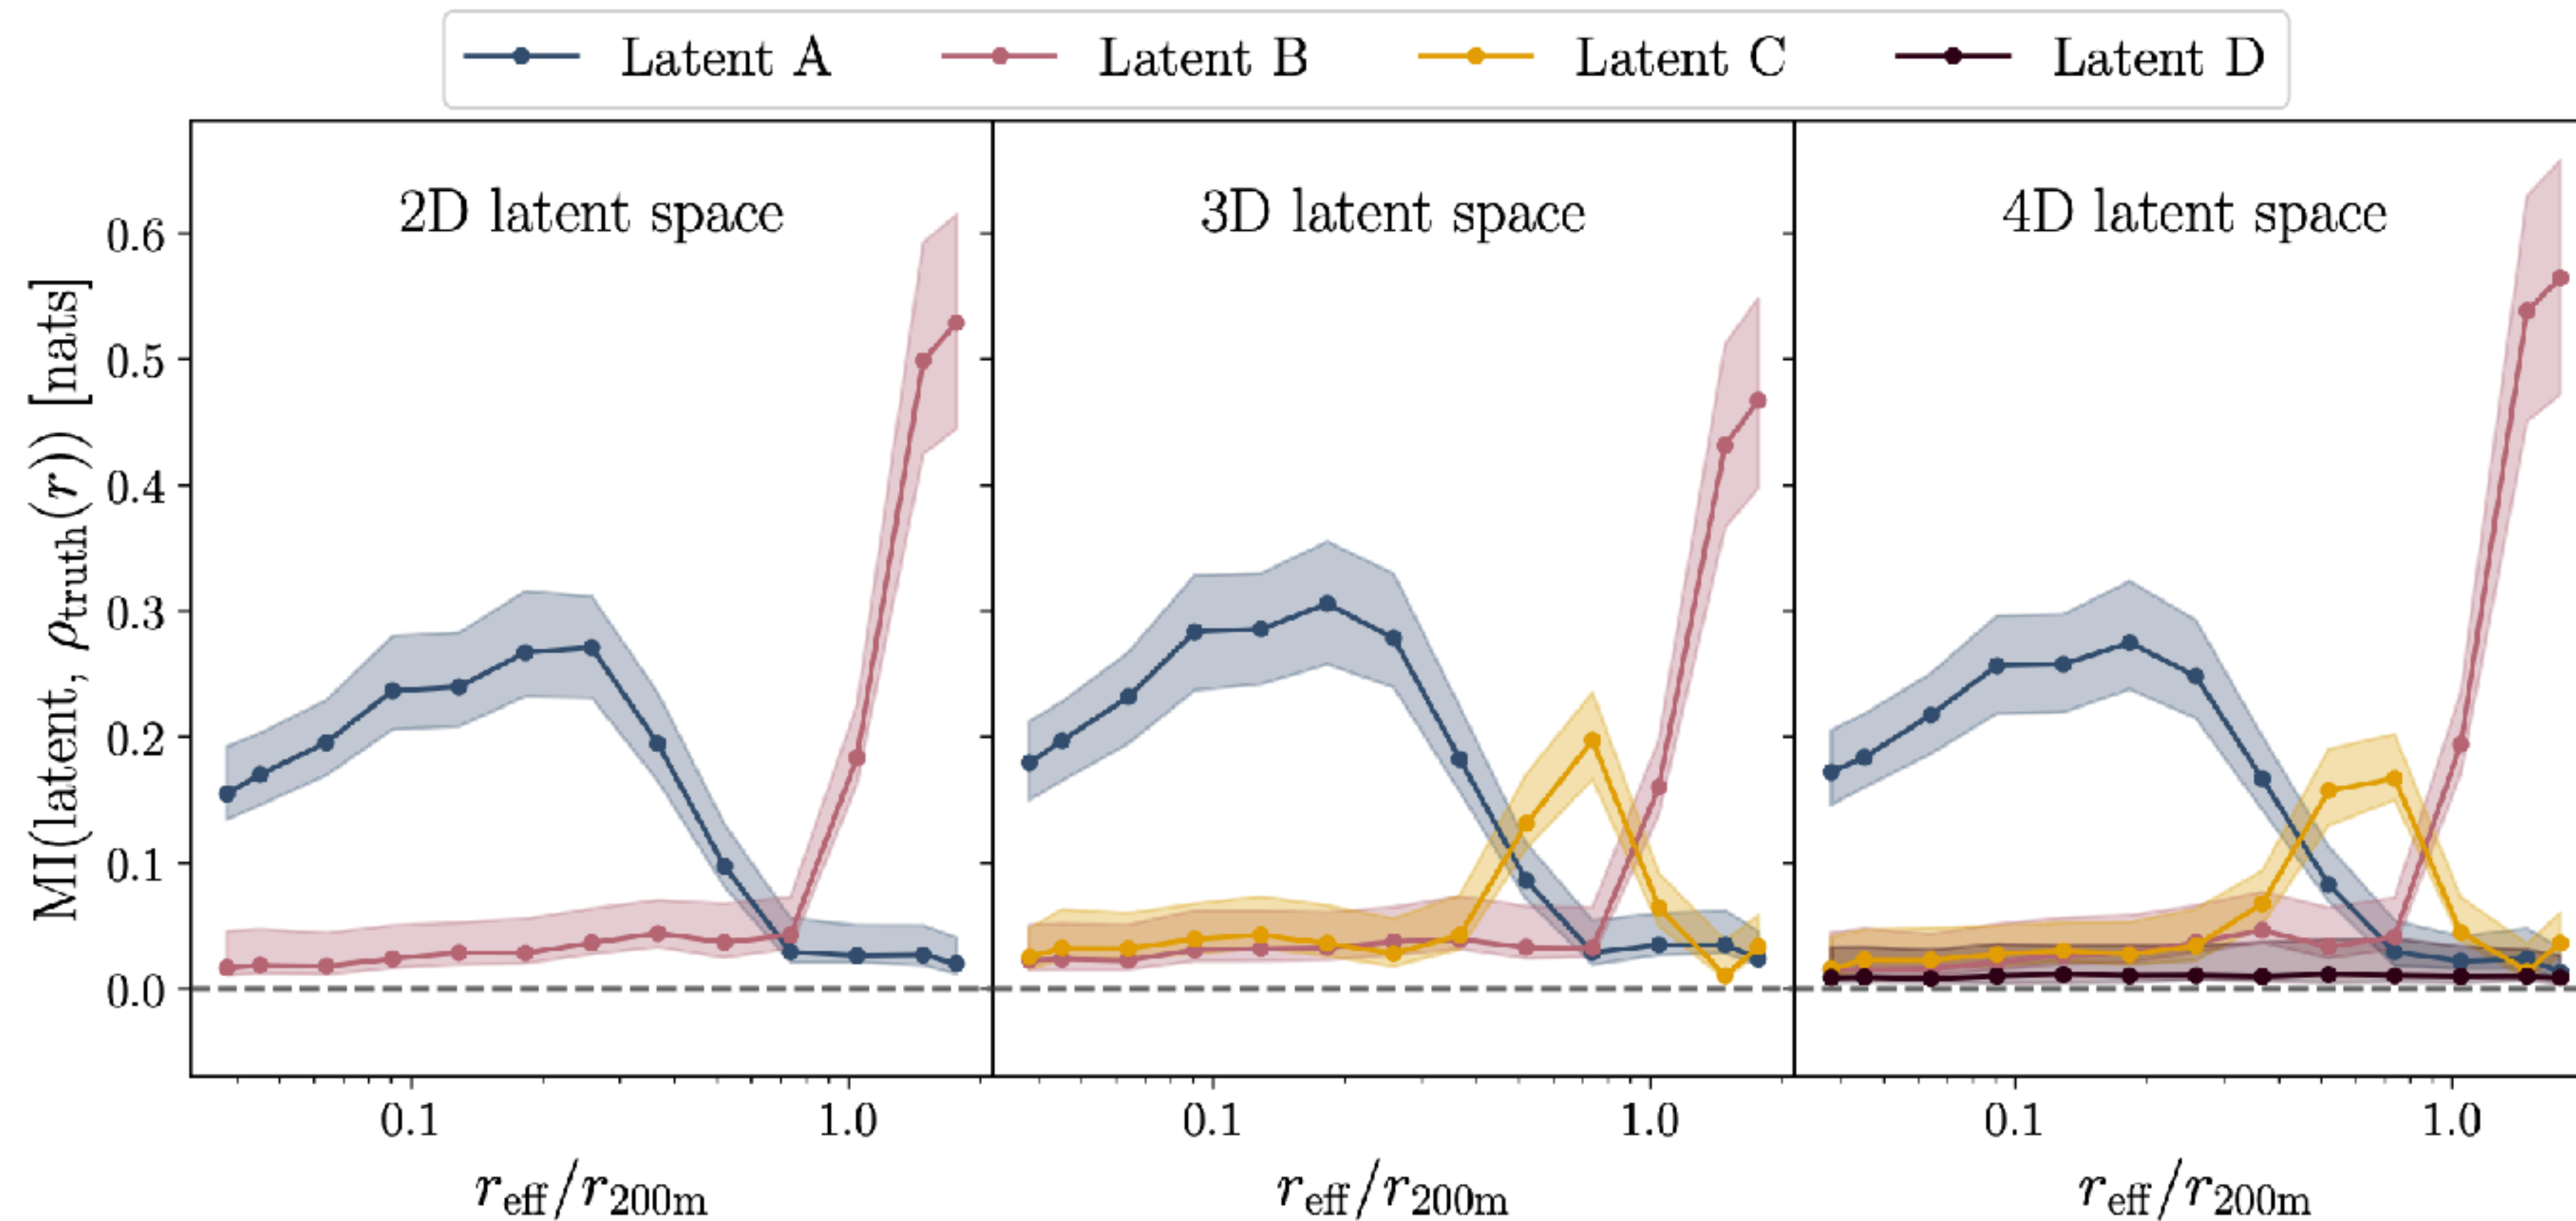 Latent A Latent B Latent C Latent D
2D latent space 3D latent space 4D latent space
MI(latent, ρtruth(r)) [nats]
0.6
0.5
0.4
0.3
0.2
0.1
0.0
0.1 1.0 0.1 1.0 0.1 1.0
reff/r200m reff/r200m reff/r200m